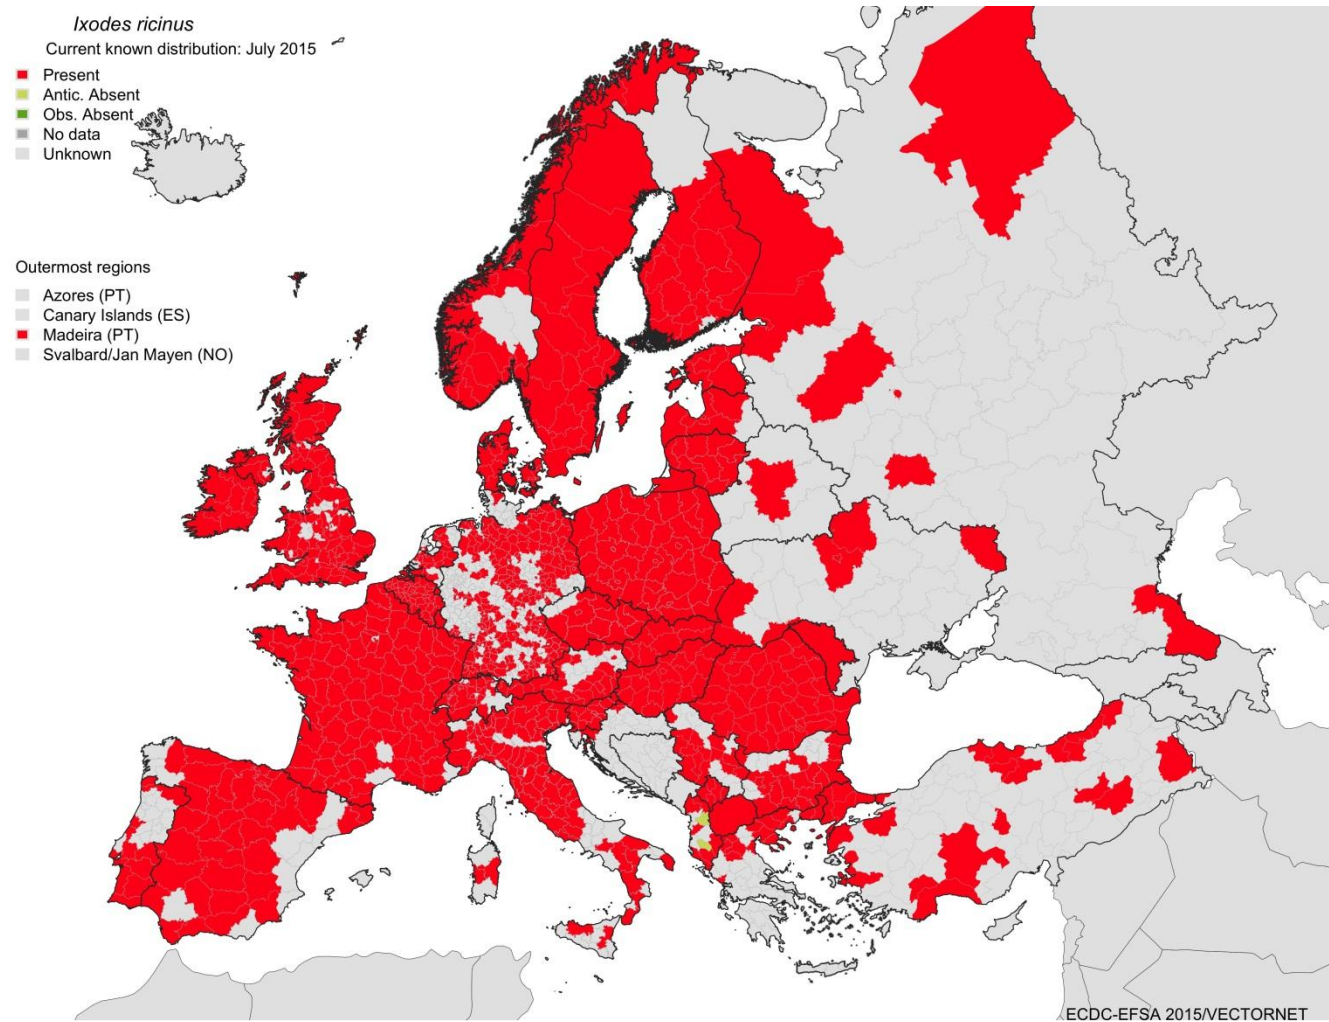 Ixodes ricinus
Current known distribution: July 2015
Present
Antic. Absent
Obs. Absent
No data
Unknown
Outermost regions
Azores (PT)
Canary Islands (ES)
Madeira (PT)
Svalbard/Jan Mayen (NO)
ECDC-EFSA 2015/VECTORNET